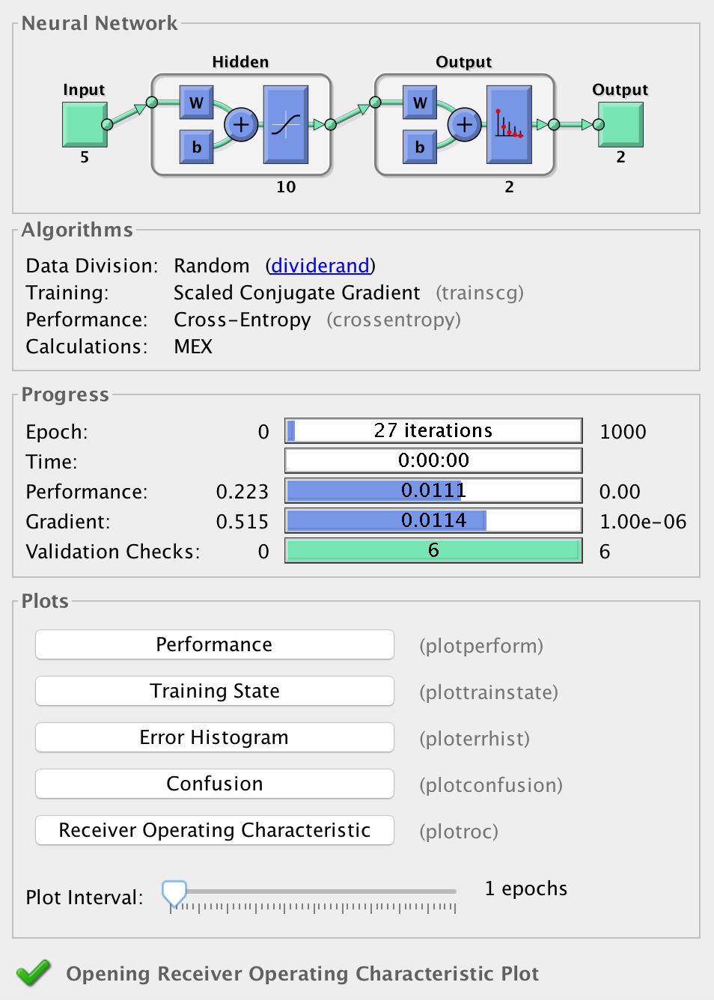 Neural Network
Hidden
Output
Input
Output
W
b
+
W
b
+
5
10
2
2
Algorithms
Data Division: Random (dividerand)
Training: Scaled Conjugate Gradient (trainscg)
Performance: Cross-Entropy (crossentropy)
Calculations: MEX
Progress
Epoch: 0 27 iterations 1000
Time: 0:00:00
Performance: 0.223 0.0111 0.00
Gradient: 0.515 0.0114 1.00e-06
Validation Checks: 0 6 6
Plots
Performance (plotperform)
Training State (plottrainstate)
Error Histogram (ploterrhist)
Confusion (plotconfusion)
Receiver Operating Characteristic (plotroc)
Plot Interval: 1 epochs
Opening Receiver Operating Characteristic Plot